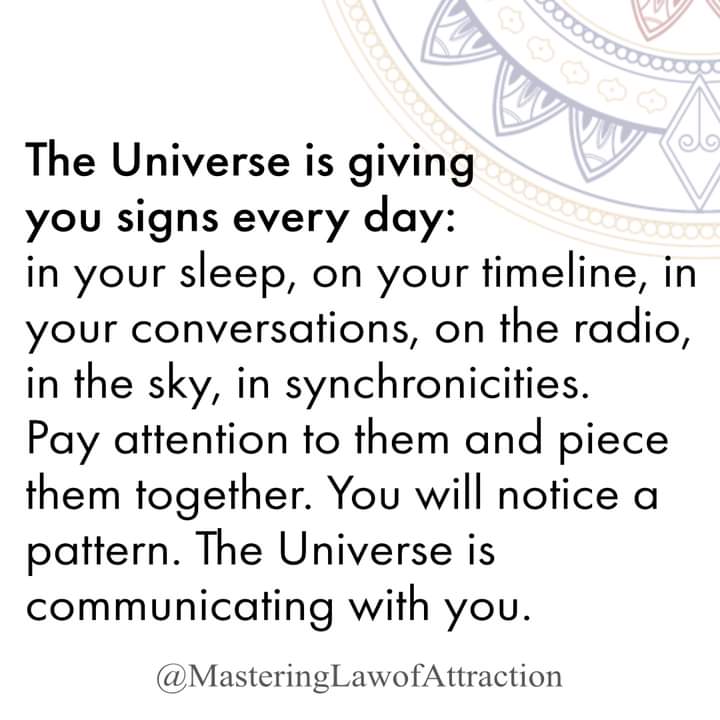 The Universe is giving
you signs every day:
in your sleep, on your timeline, in
your conversations, on the radio,
in the sky, in synchronicities.
Pay attention to them and piece
them together. You will notice a
pattern. The Universe is
communicating with you.
@MasteringLawofAttraction